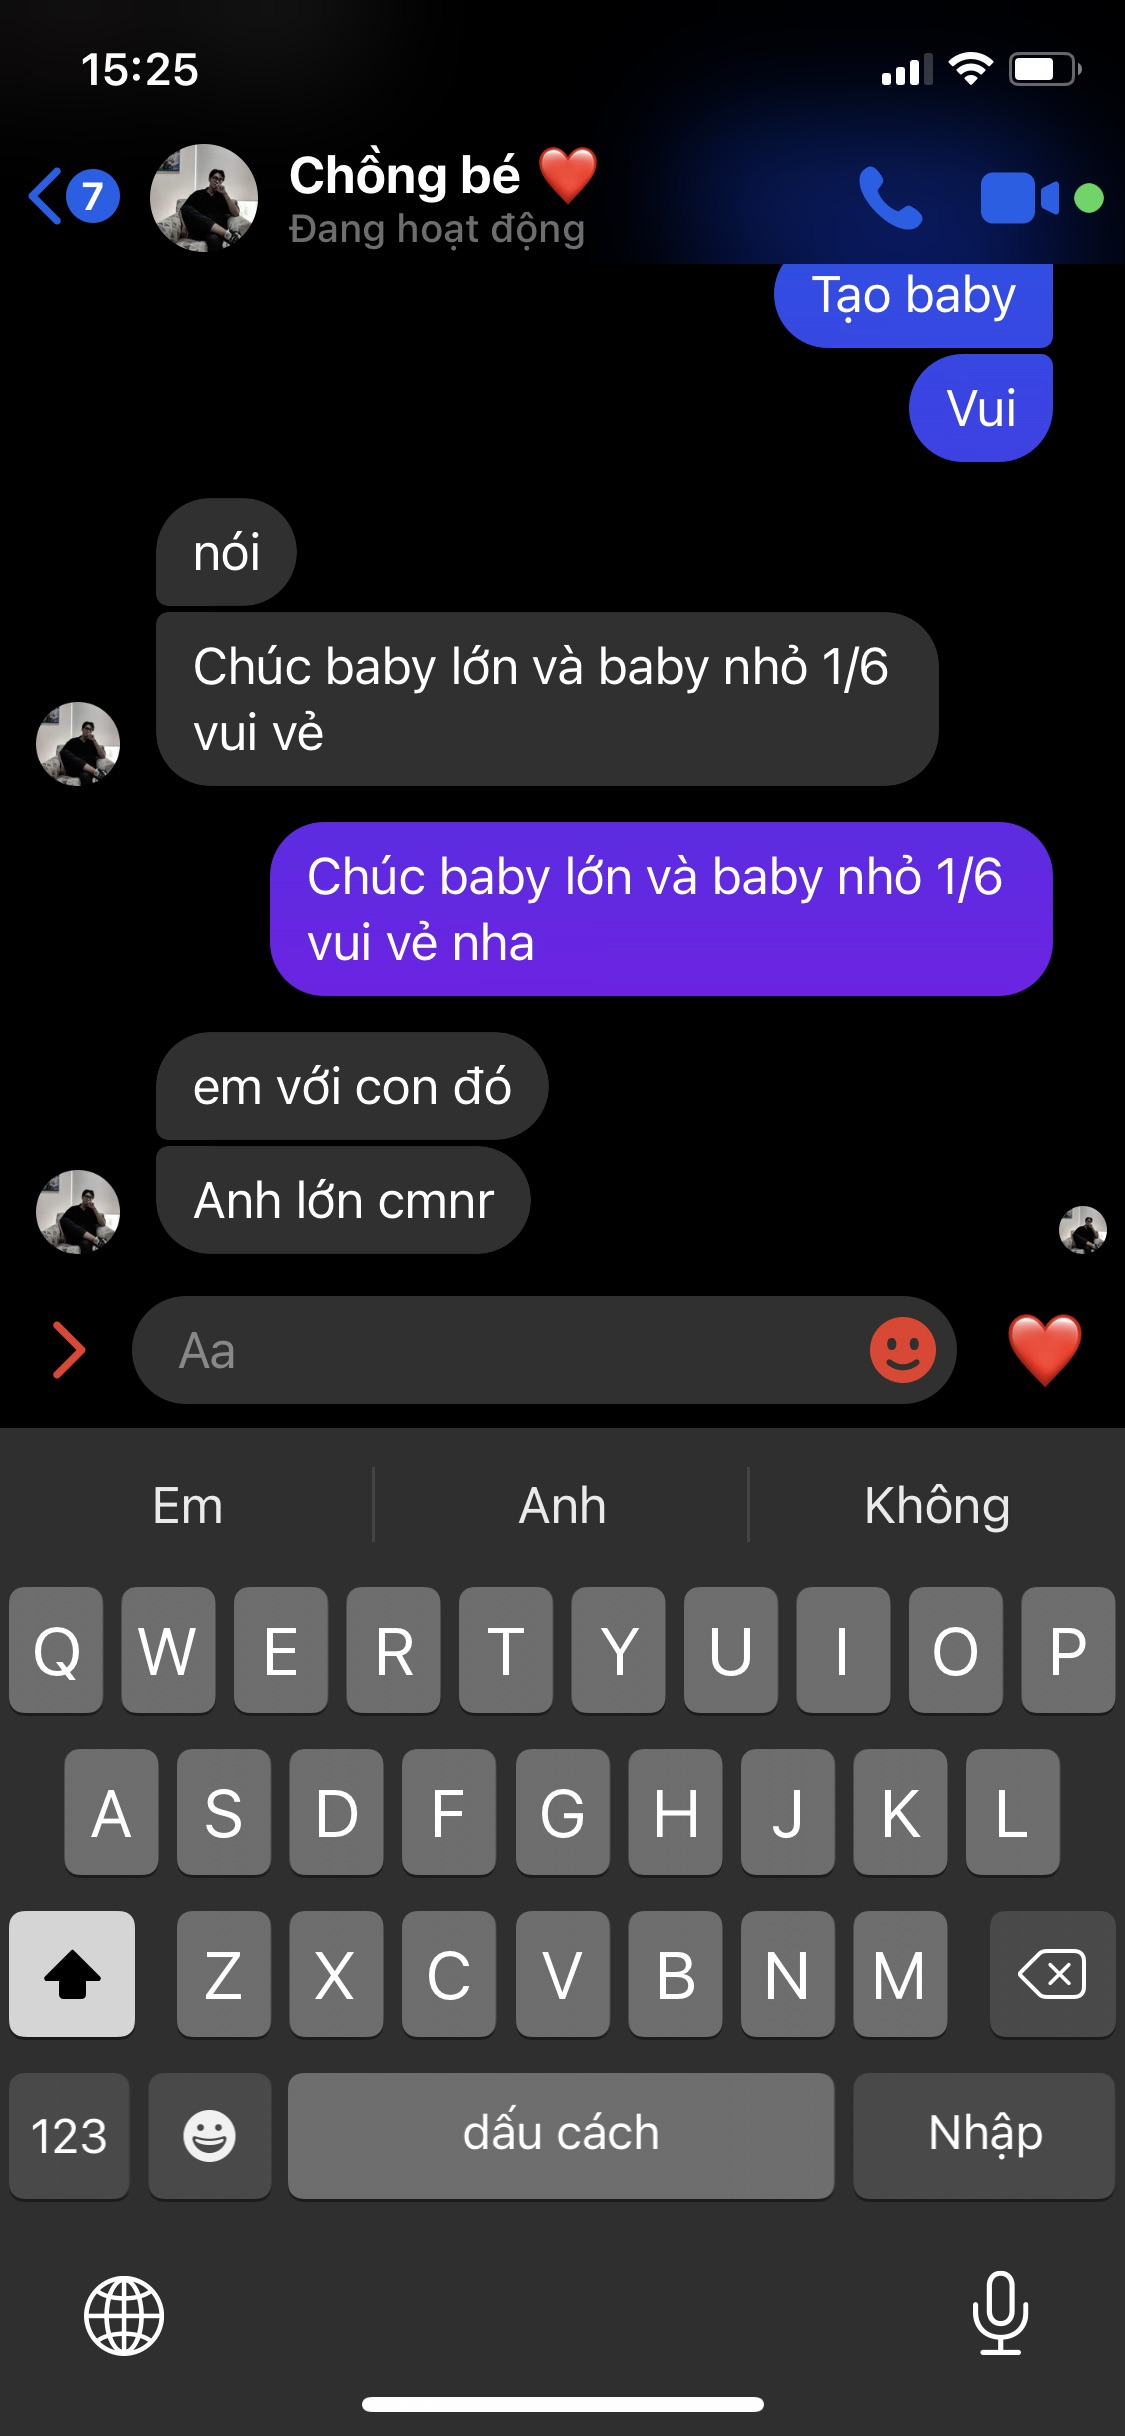 15:25
7
Chồng bé ❤️
Đang hoạt động
Tạo baby
Vui
nói
Chúc baby lớn và baby nhỏ 1/6
vui vẻ
Chúc baby lớn và baby nhỏ 1/6
vui vẻ nha
em với con đó
Anh lớn cmnr
Aa
Em Anh Không
Q W E R T Y U I O P
A S D F G H J K L
Z X C V B N M
123 dấu cách Nhập